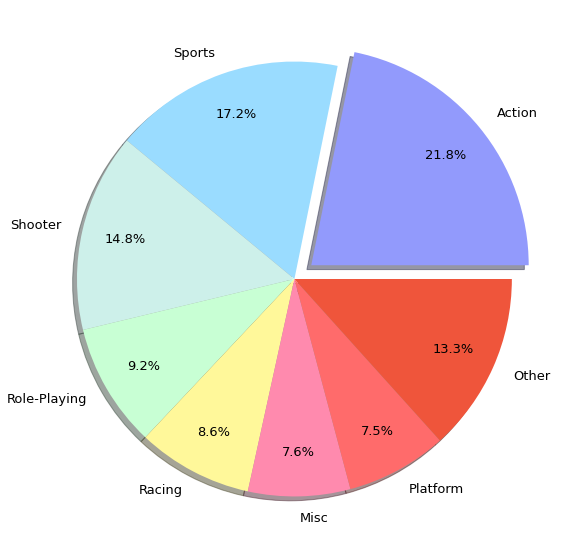 Sports
Action
17.2%
21.8%
Shooter
14.8%
13.3%
9.2%
Other
Role-Playing
8.6%
7.5%
7.6%
Racing
Platform
Misc